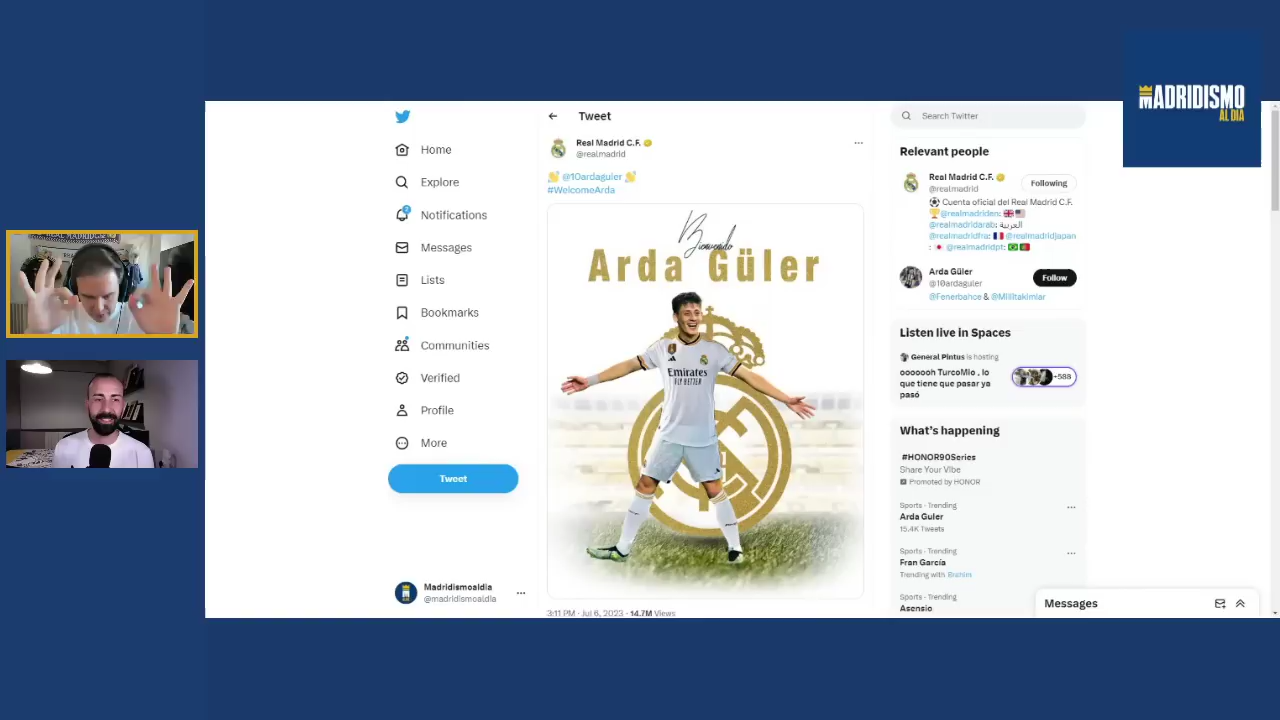 MADRIDISMO
AL DIA
Home
Explore
Notifications
2
Messages
Lists
Bookmarks
Communities
Verified
Profile
More
Tweet
Madridismoaldia
@madridismoaldia
Tweet
Real Madrid C.F.
@realmadrid
@10ardaguler
#WelcomeArda
Bienvenido
Arda Güler
Emirates
FLY BETTER
3:11 PM · Jul 6, 2023 · 14.7M Views
Search Twitter
Relevant people
Real Madrid C.F.
@realmadrid
Following
Cuenta oficial del Real Madrid C.F.
@realmadriden:
@realmadridarab: العربية
@realmadridfra: @realmadridjapan
: @realmadridpt:
Arda Güler
@10ardaguler
Follow
@Fenerbahce & @MilliTakimlar
Listen live in Spaces
General Pintus is hosting
ooooooh TurcoMio , lo
que tiene que pasar ya
pasó
+588
What's happening
#HONOR90Series
Share Your Vibe
Promoted by HONOR
Sports · Trending
Arda Guler
15.4K Tweets
Sports · Trending
Fran García
Trending with Brahim
Sports · Trending
Asensio
Messages